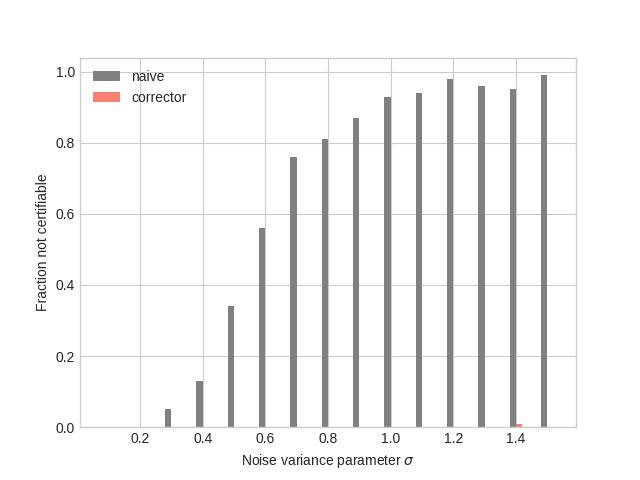 naive
corrector
Fraction not certifiable
1.0
0.8
0.6
0.4
0.2
0.0
0.2 0.4 0.6 0.8 1.0 1.2 1.4
Noise variance parameter σ